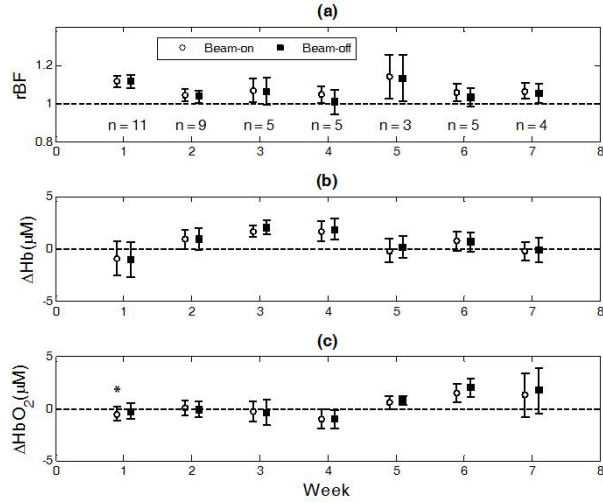 (a)
Beam-on Beam-off
rBF
1.2
1
0.8
n = 11 n = 9 n = 5 n = 5 n = 3 n = 5 n = 4
0 1 2 3 4 5 6 7 8
(b)
ΔHb(μM)
5
0
-5
0 1 2 3 4 5 6 7 8
(c)
ΔHbO2(μM)
5
*
0
-5
0 1 2 3 4 5 6 7 8
Week